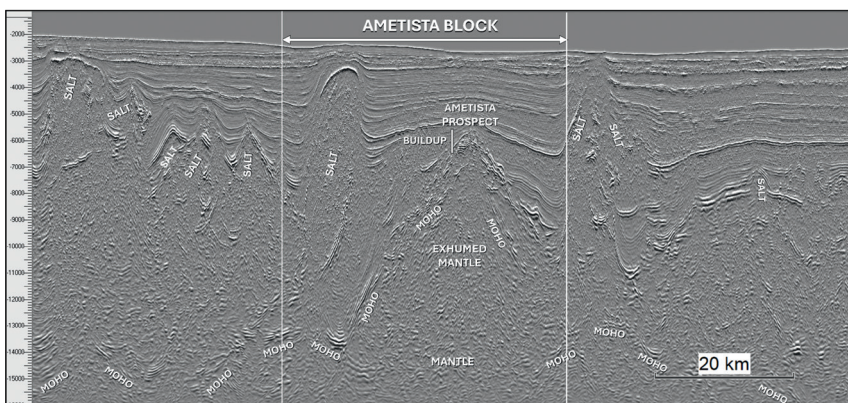 AMETISTA BLOCK
-2000
-3000
-4000
-5000
-6000
-7000
-8000
-9000
-10000
-11000
-12000
-13000
-14000
-15000
SALT
SALT
SALT
SALT
SALT
SALT
AMETISTA
PROSPECT
BUILDUP
MOHO
MOHO
EXHUMED
MANTLE
MOHO
SALT
SALT
SALT
MOHO
MOHO
MOHO
MOHO
MOHO
MOHO
MANTLE
MOHO
MOHO
MOHO
20 km
MOHO